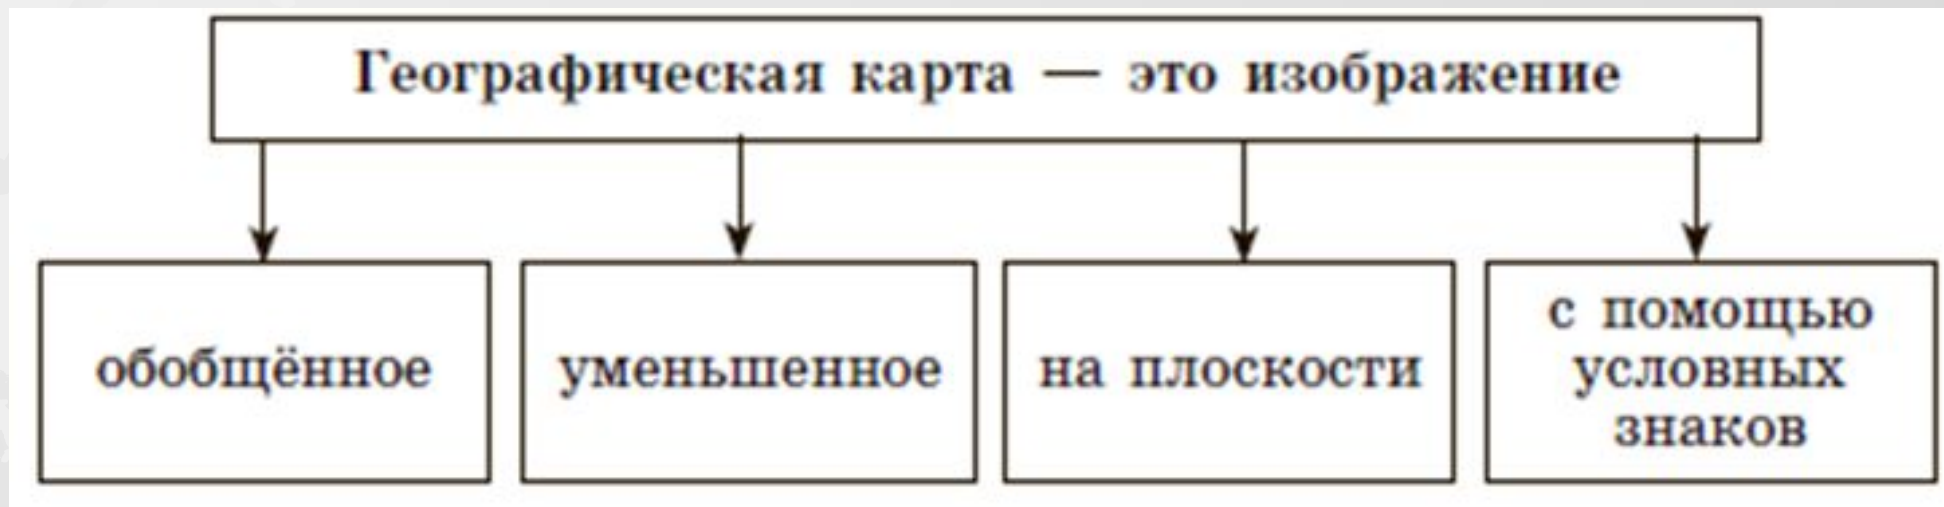 Географическая карта — это изображение
обобщённое
уменьшенное
на плоскости
с помощью
условных
знаков